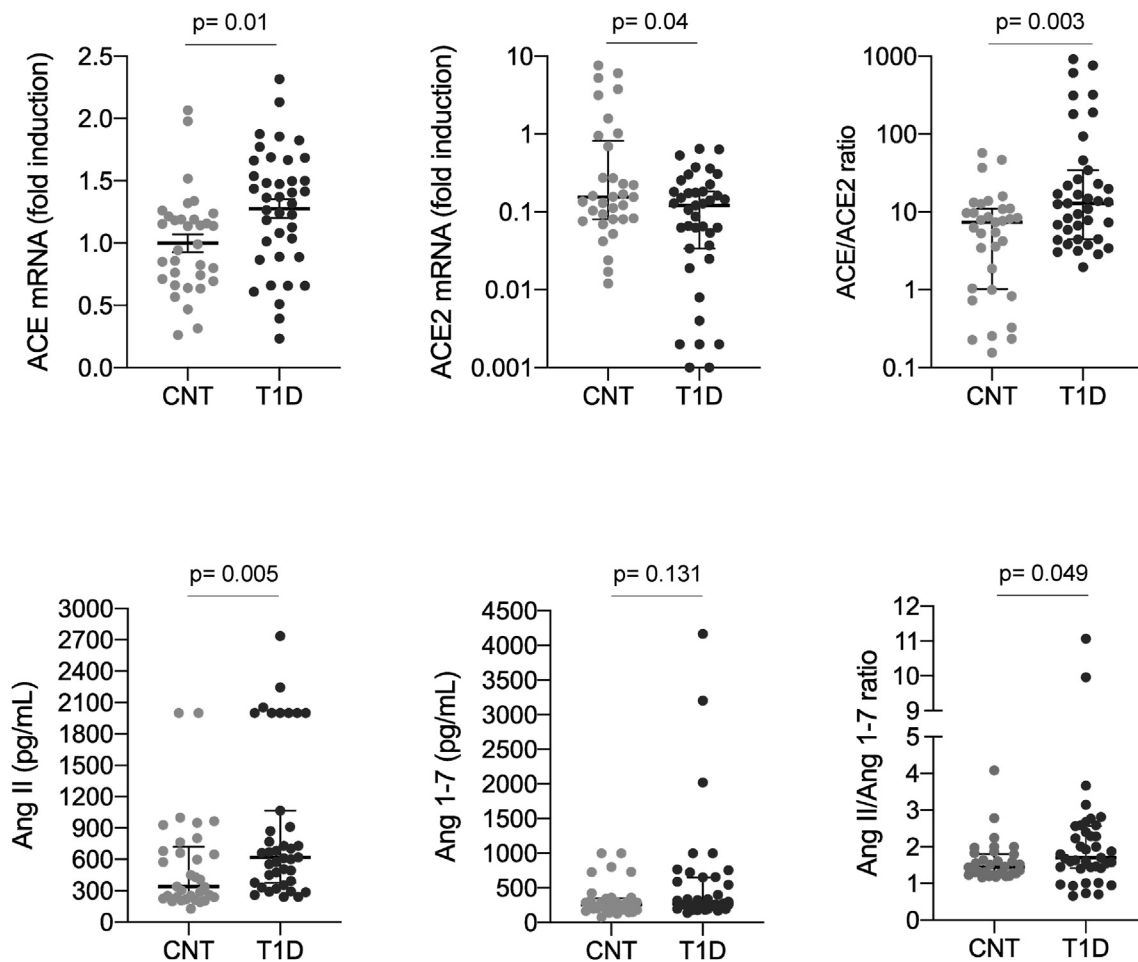 p= 0.01
ACE mRNA (fold induction)
2.5
2.0
1.5
1.0
0.5
0.0
CNT T1D
p= 0.04
ACE2 mRNA (fold induction)
10
1
0.1
0.01
0.001
CNT T1D
p= 0.003
ACE/ACE2 ratio
1000
100
10
1
0.1
CNT T1D
p= 0.005
Ang II (pg/mL)
3000
2700
2400
2100
1800
1500
1200
900
600
300
0
CNT T1D
p= 0.131
Ang 1-7 (pg/mL)
4500
4000
3500
3000
2500
2000
1500
1000
500
0
CNT T1D
p= 0.049
Ang II/Ang 1-7 ratio
12
11
10
9
5
4
3
2
1
0
CNT T1D